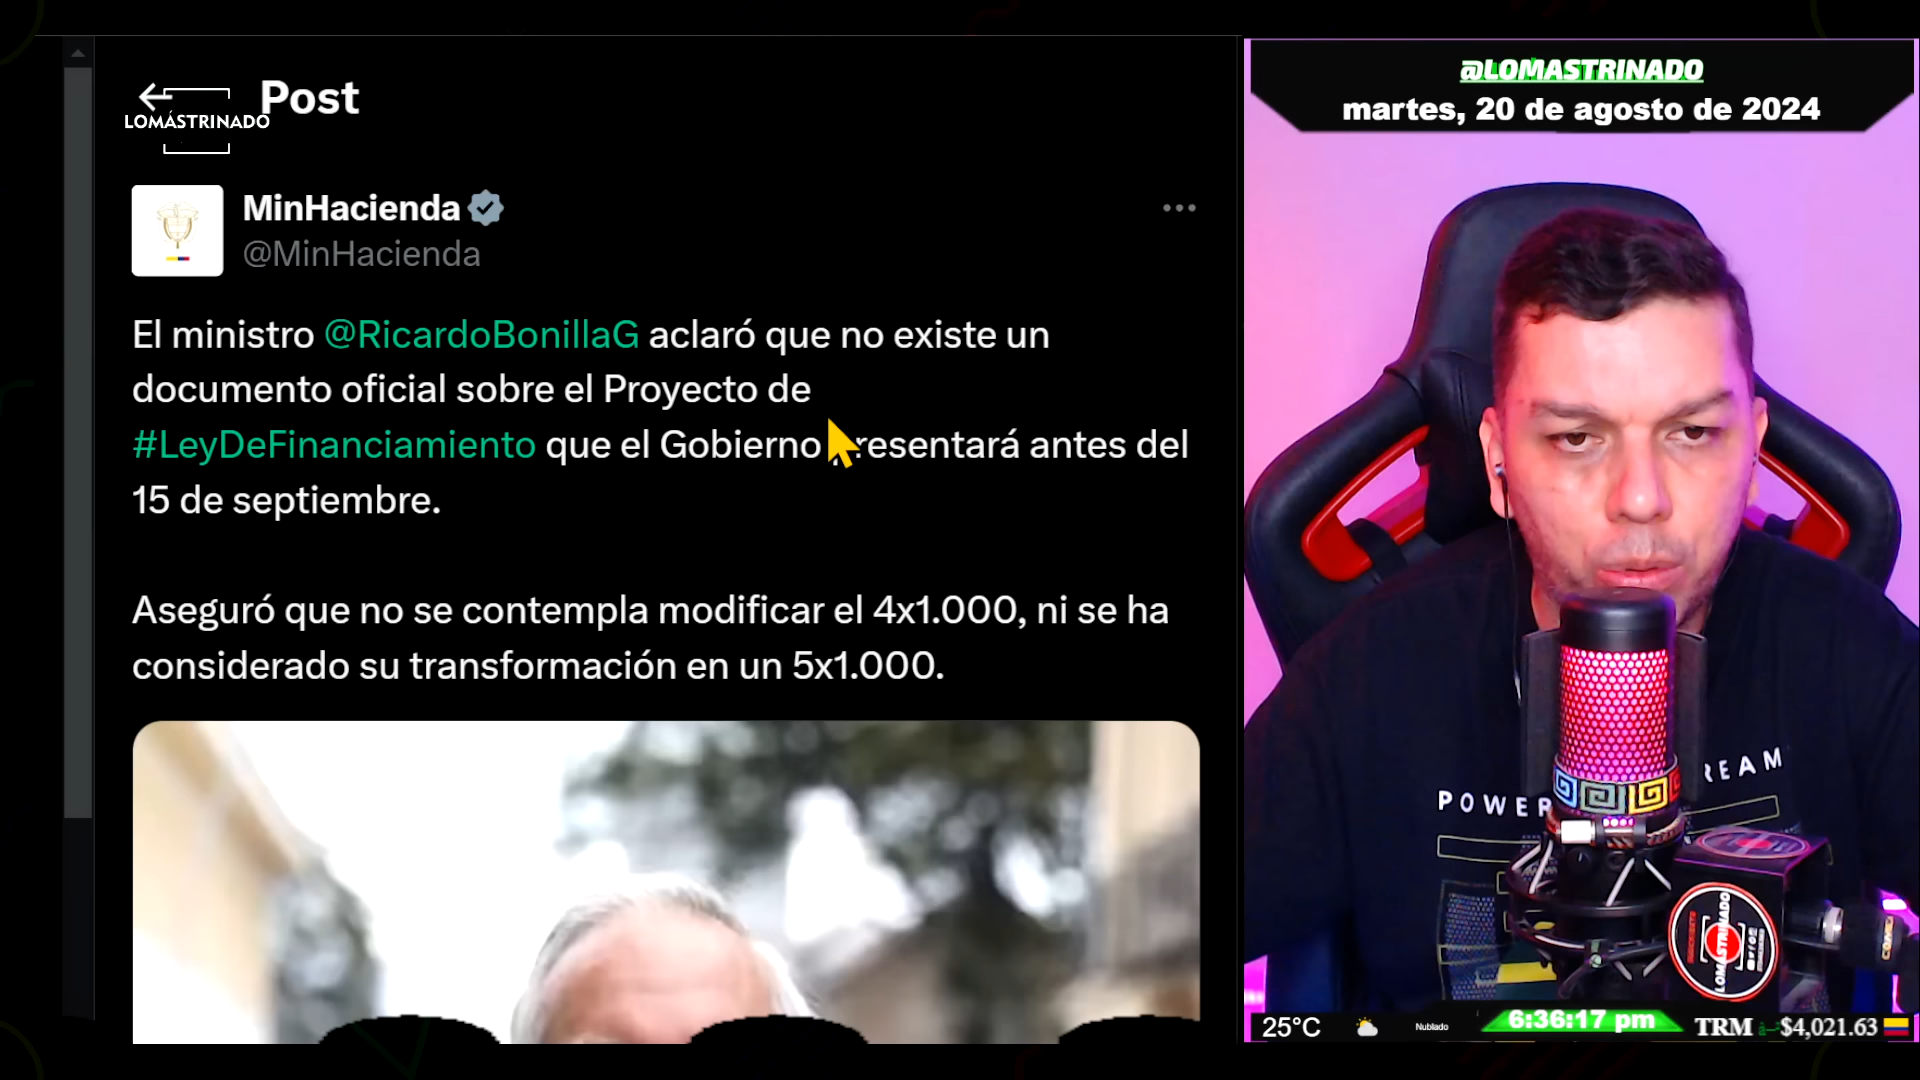 Post
LOMÁSTRINADO
MinHacienda
@MinHacienda
El ministro @RicardoBonillaG aclaró que no existe un
documento oficial sobre el Proyecto de
#LeyDeFinanciamiento que el Gobierno presentará antes del
15 de septiembre.
Aseguró que no se contempla modificar el 4x1.000, ni se ha
considerado su transformación en un 5x1.000.
@LOMASTRINADO
martes, 20 de agosto de 2024
POWER
REAM
LOMASTRINADO
25°C
Nublado
6:36:17 pm
TRM
$4,021.63